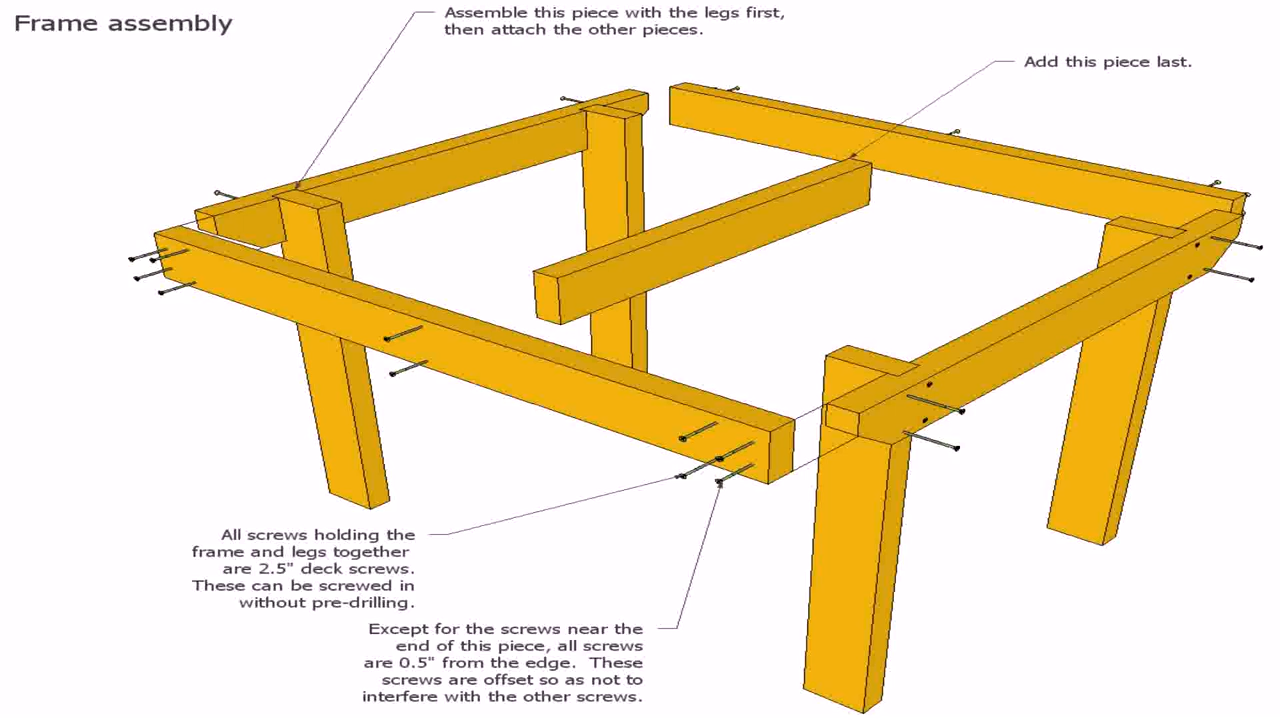 Frame assembly
Assemble this piece with the legs first,
then attach the other pieces.
Add this piece last.
All screws holding the
frame and legs together
are 2.5" deck screws.
These can be screwed in
without pre-drilling.
Except for the screws near the
end of this piece, all screws
are 0.5" from the edge.  These
screws are offset so as not to
interfere with the other screws.